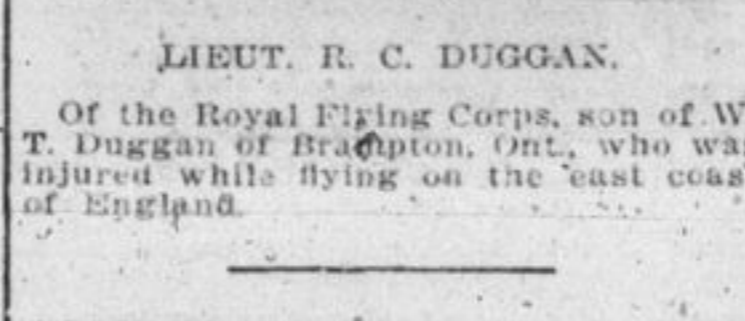 LIEUT. R. C. DUGGAN.
Of the Royal Flying Corps, son of W
T. Duggan of Brampton, Ont., who was
injured while flying on the east coas
of England.